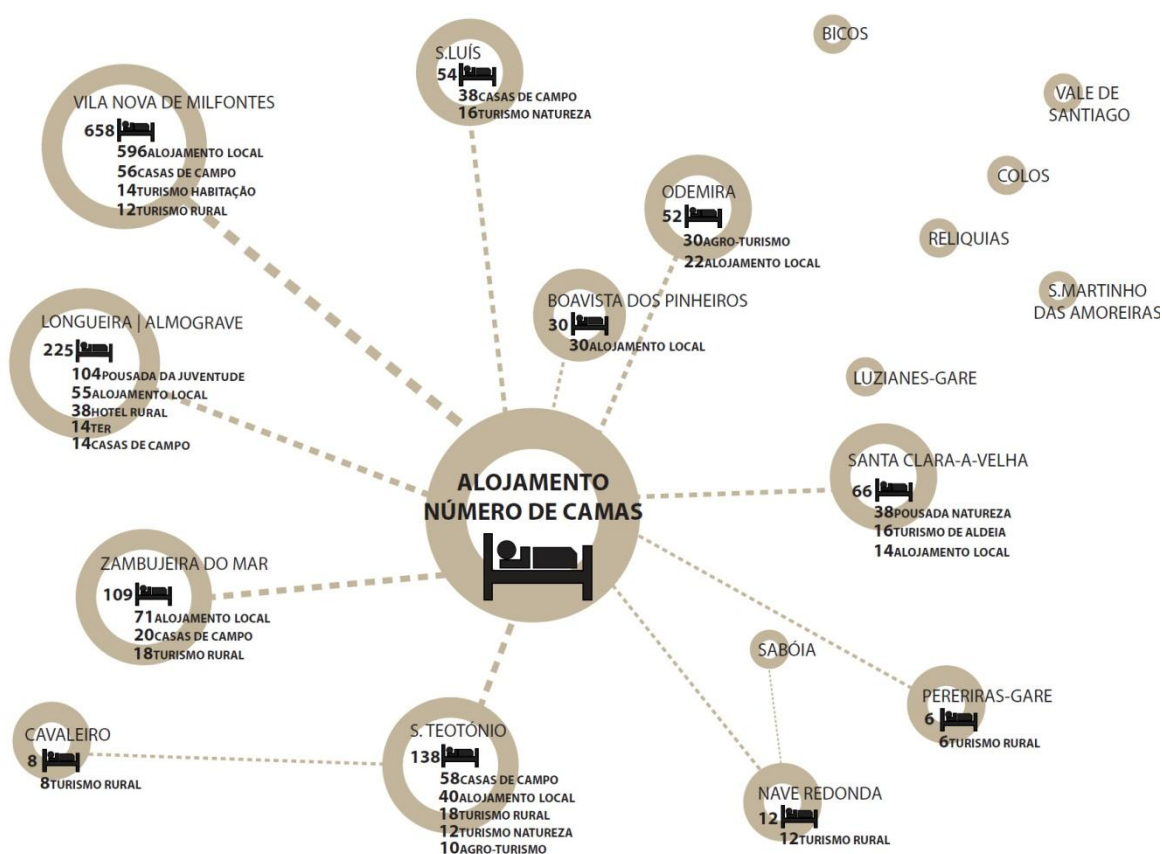 BICOS
S.LUÍS
54
38CASAS DE CAMPO
16TURISMO NATUREZA
VILA NOVA DE MILFONTES
658
596ALOJAMENTO LOCAL
56CASAS DE CAMPO
14TURISMO HABITAÇÃO
12TURISMO RURAL
VALE DE
SANTIAGO
COLOS
ODEMIRA
52
30AGRO-TURISMO
22ALOJAMENTO LOCAL
RELIQUIAS
S.MARTINHO
DAS AMOREIRAS
BOAVISTA DOS PINHEIROS
30
30ALOJAMENTO LOCAL
LONGUEIRA | ALMOGRAVE
225
104POUSADA DA JUVENTUDE
55ALOJAMENTO LOCAL
38HOTEL RURAL
14TER
14CASAS DE CAMPO
LUZIANES-GARE
ALOJAMENTO
NÚMERO DE CAMAS
SANTA CLARA-A-VELHA
66
38POUSADA NATUREZA
16TURISMO DE ALDEIA
14ALOJAMENTO LOCAL
ZAMBUJEIRA DO MAR
109
71ALOJAMENTO LOCAL
20CASAS DE CAMPO
18TURISMO RURAL
SABÓIA
PERERIRAS-GARE
6
6TURISMO RURAL
CAVALEIRO
8
8TURISMO RURAL
S. TEOTÓNIO
138
58CASAS DE CAMPO
40ALOJAMENTO LOCAL
18TURISMO RURAL
12TURISMO NATUREZA
10AGRO-TURISMO
NAVE REDONDA
12
12TURISMO RURAL